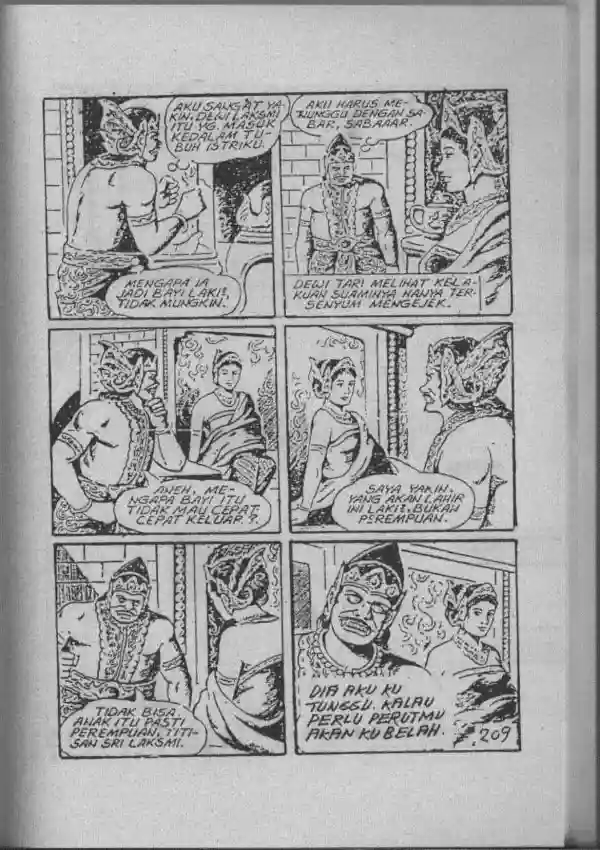 AKU SANGAT YA-
KIN, DEWI LAKSMI
ITU YG. MASUK
KEDALAM TU-
BUH ISTRIKU.
MENGAPA IA
JADI BAYI LAKI²,
TIDAK MUNGKIN.
AKU HARUS ME-
NUNGGU DENGAN SA-
BAR, SABAAAR.
DEWI TARI MELIHAT KELA-
KUAN SUAMINYA HANYA TER-
SENYUM MENGEJEK.
ANEH, ME-
NGAPA BAYI ITU
TIDAK MAU CEPAT
CEPAT KELUAR ?.
SAYA YAKIN.
YANG AKAN LAHIR
INI LAKI², BUKAN
PEREMPUAN.
TIDAK BISA.
ANAK ITU PASTI
PEREMPUAN, TITI-
SAN SRI LAKSMI.
DIA AKU KU
TUNGGU. KALAU
PERLU PERUTMU
AKAN KU BELAH.
209